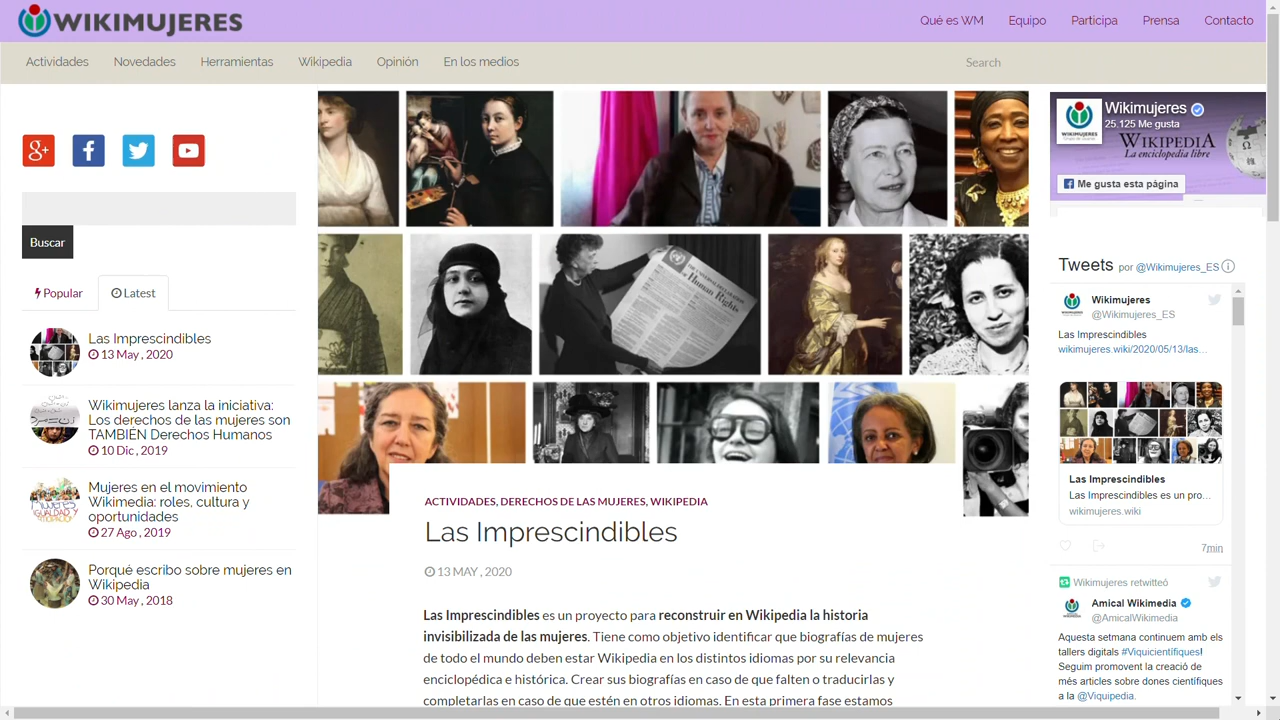 WIKIMUJERES
Qué es WM Equipo Participa Prensa Contacto
Actividades Novedades Herramientas Wikipedia Opinión En los medios Search
Buscar
Popular Latest
Las Imprescindibles
13 May , 2020
Wikimujeres lanza la iniciativa:
Los derechos de las mujeres son
TAMBIÉN Derechos Humanos
10 Dic , 2019
Mujeres en el movimiento
Wikimedia: roles, cultura y
oportunidades
27 Ago , 2019
Porqué escribo sobre mujeres en
Wikipedia
30 May , 2018
Human Rights
ACTIVIDADES, DERECHOS DE LAS MUJERES, WIKIPEDIA
Las Imprescindibles
13 MAY , 2020
Las Imprescindibles es un proyecto para reconstruir en Wikipedia la historia
invisibilizada de las mujeres. Tiene como objetivo identificar que biografías de mujeres
de todo el mundo deben estar Wikipedia en los distintos idiomas por su relevancia
enciclopédica e histórica. Crear sus biografías en caso de que falten o traducirlas y
completarlas en caso de que estén en otros idiomas. En esta primera fase estamos
WIKIMUJERES
Wikimujeres
25.125 Me gusta
WIKIPEDIA
La enciclopedia libre
Me gusta esta página
Tweets por @Wikimujeres_ES
Wikimujeres
@Wikimujeres_ES
Las Imprescindibles
wikimujeres.wiki/2020/05/13/las…
Las Imprescindibles
Las Imprescindibles es un pro...
wikimujeres.wiki
7min
Wikimujeres retwitteó
Amical Wikimedia
@AmicalWikimedia
Aquesta setmana continuem amb els
tallers digitals #Viquicientífiques!
Seguim promovent la creació de
més articles sobre dones científiques
a la @Viquipedia.